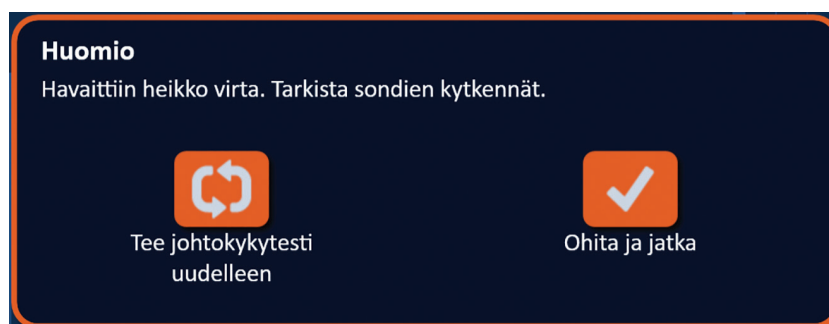 Huomio
Havaittiin heikko virta. Tarkista sondien kytkennät.
Tee johtokykytesti
uudelleen
Ohita ja jatka